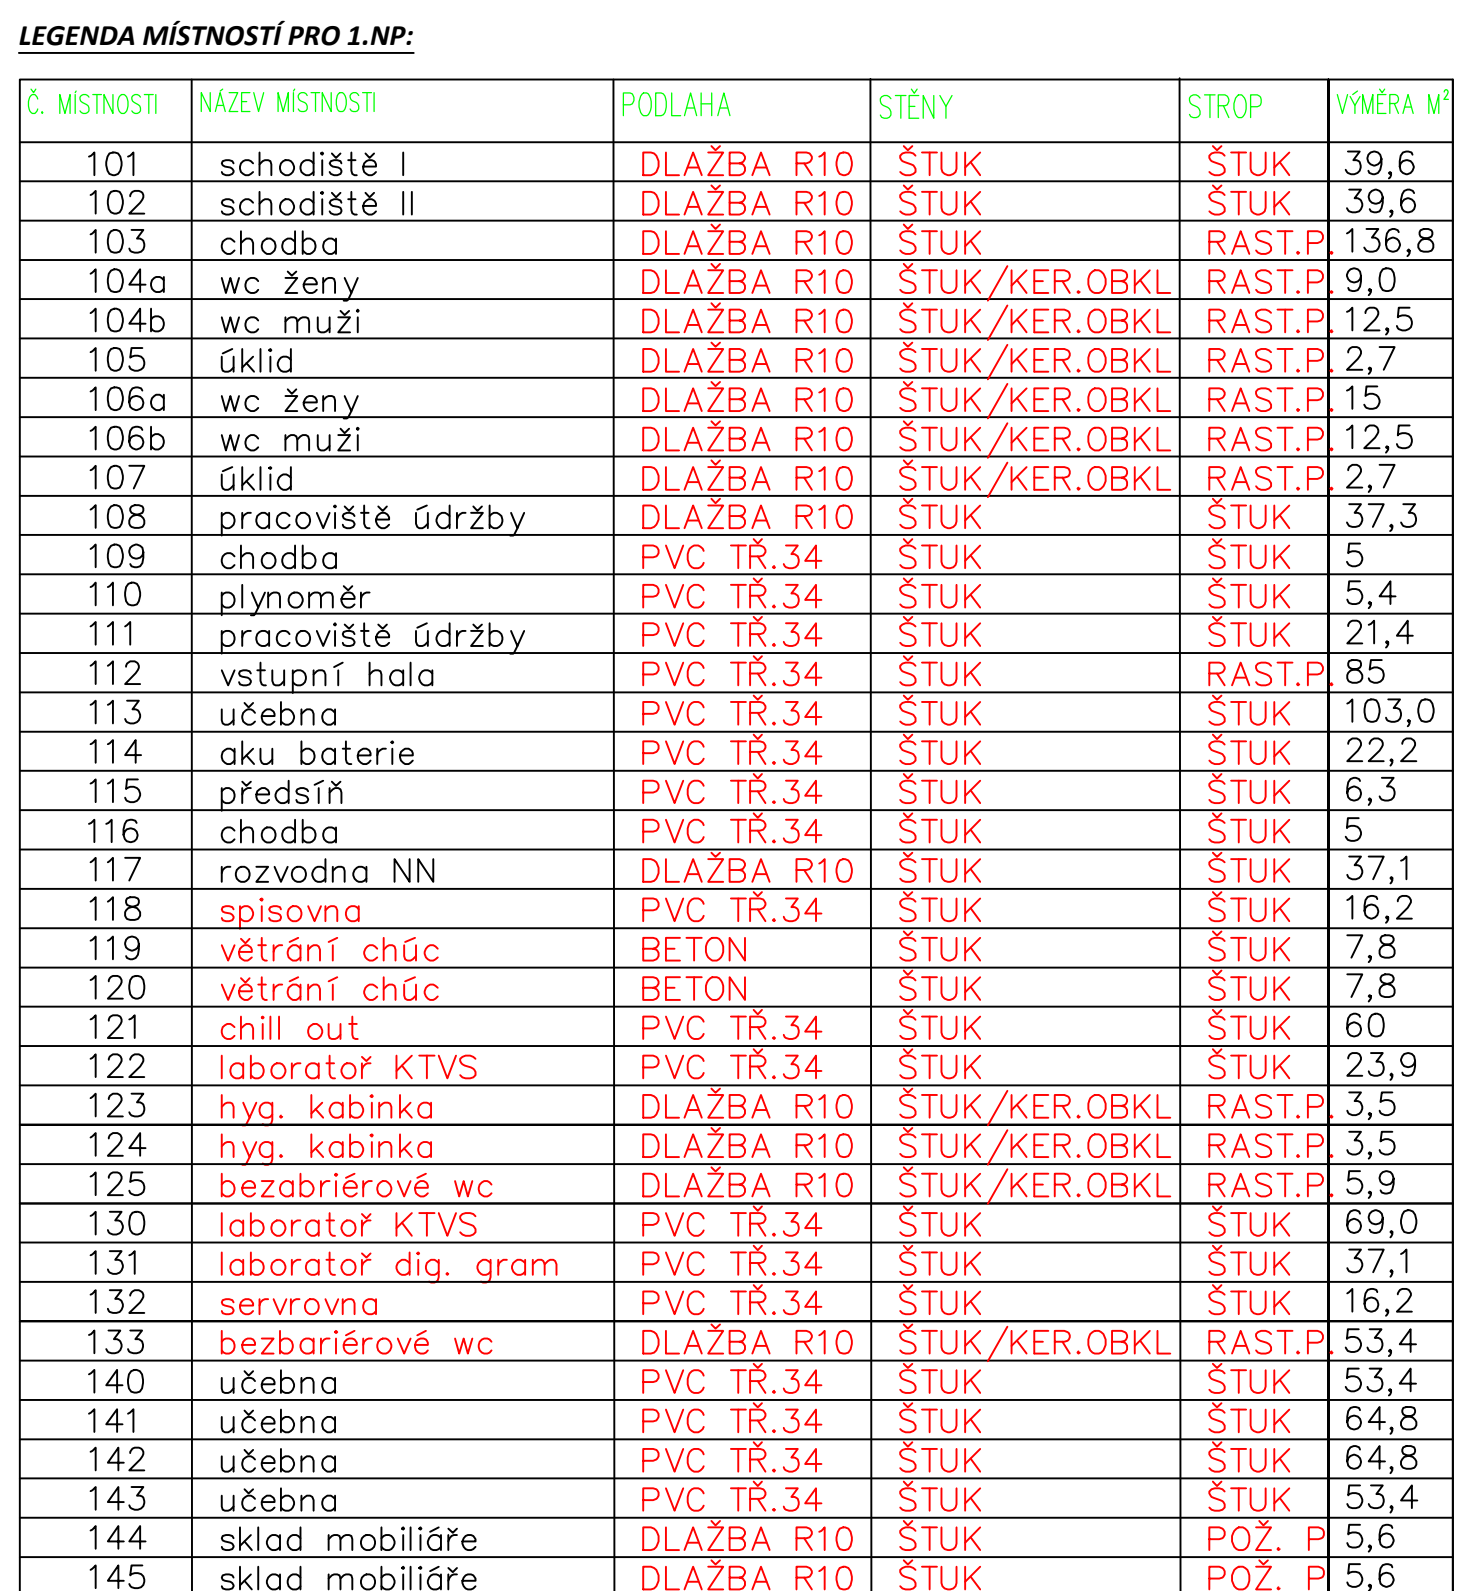 LEGENDA MÍSTNOSTÍ PRO 1.NP:
Č. MÍSTNOSTI NÁZEV MÍSTNOSTI PODLAHA STĚNY STROP VÝMĚRA M²
101 schodiště I DLAŽBA R10 ŠTUK ŠTUK 39,6
102 schodiště II DLAŽBA R10 ŠTUK ŠTUK 39,6
103 chodba DLAŽBA R10 ŠTUK RAST.P. 136,8
104a wc ženy DLAŽBA R10 ŠTUK/KER.OBKL RAST.P. 9,0
104b wc muži DLAŽBA R10 ŠTUK/KER.OBKL RAST.P. 12,5
105 úklid DLAŽBA R10 ŠTUK/KER.OBKL RAST.P. 2,7
106a wc ženy DLAŽBA R10 ŠTUK/KER.OBKL RAST.P. 15
106b wc muži DLAŽBA R10 ŠTUK/KER.OBKL RAST.P. 12,5
107 úklid DLAŽBA R10 ŠTUK/KER.OBKL RAST.P. 2,7
108 pracoviště údržby DLAŽBA R10 ŠTUK ŠTUK 37,3
109 chodba PVC TŘ.34 ŠTUK ŠTUK 5
110 plynoměr PVC TŘ.34 ŠTUK ŠTUK 5,4
111 pracoviště údržby PVC TŘ.34 ŠTUK ŠTUK 21,4
112 vstupní hala PVC TŘ.34 ŠTUK RAST.P. 85
113 učebna PVC TŘ.34 ŠTUK ŠTUK 103,0
114 aku baterie PVC TŘ.34 ŠTUK ŠTUK 22,2
115 předsíň PVC TŘ.34 ŠTUK ŠTUK 6,3
116 chodba PVC TŘ.34 ŠTUK ŠTUK 5
117 rozvodna NN DLAŽBA R10 ŠTUK ŠTUK 37,1
118 spisovna PVC TŘ.34 ŠTUK ŠTUK 16,2
119 větrání chúc BETON ŠTUK ŠTUK 7,8
120 větrání chúc BETON ŠTUK ŠTUK 7,8
121 chill out PVC TŘ.34 ŠTUK ŠTUK 60
122 laboratoř KTVS PVC TŘ.34 ŠTUK ŠTUK 23,9
123 hyg. kabinka DLAŽBA R10 ŠTUK/KER.OBKL RAST.P. 3,5
124 hyg. kabinka DLAŽBA R10 ŠTUK/KER.OBKL RAST.P. 3,5
125 bezabriérové wc DLAŽBA R10 ŠTUK/KER.OBKL RAST.P. 5,9
130 laboratoř KTVS PVC TŘ.34 ŠTUK ŠTUK 69,0
131 laboratoř dig. gram PVC TŘ.34 ŠTUK ŠTUK 37,1
132 servrovna PVC TŘ.34 ŠTUK ŠTUK 16,2
133 bezbariérové wc DLAŽBA R10 ŠTUK/KER.OBKL RAST.P. 53,4
140 učebna PVC TŘ.34 ŠTUK ŠTUK 53,4
141 učebna PVC TŘ.34 ŠTUK ŠTUK 64,8
142 učebna PVC TŘ.34 ŠTUK ŠTUK 64,8
143 učebna PVC TŘ.34 ŠTUK ŠTUK 53,4
144 sklad mobiliáře DLAŽBA R10 ŠTUK POŽ. P 5,6
145 sklad mobiliáře DLAŽBA R10 ŠTUK POŽ. P 5,6